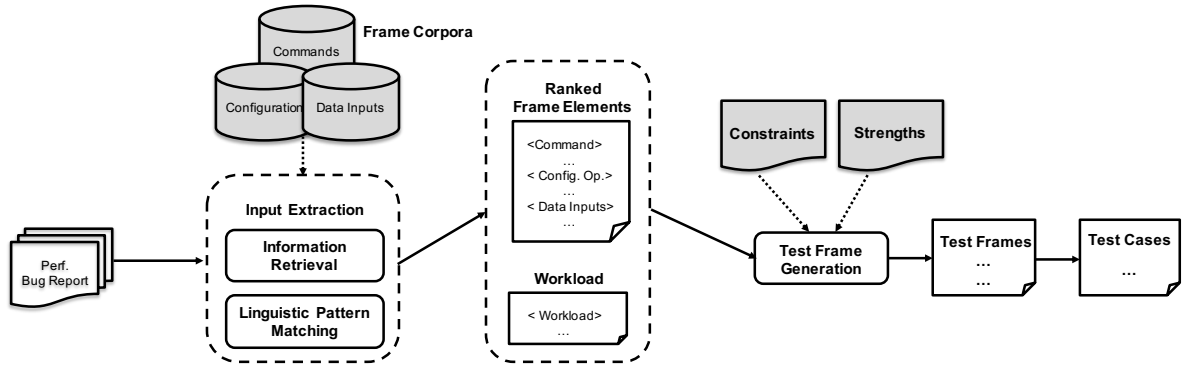 Frame Corpora
Commands
Configuration
Data Inputs
Perf.
Bug Report
Input Extraction
Information
Retrieval
Linguistic Pattern
Matching
Ranked
Frame Elements
<Command>
...
< Config. Op.>
...
< Data Inputs>
...
Workload
< Workload>
...
Constraints
Strengths
Test Frame
Generation
Test Frames
...
...
Test Cases
...